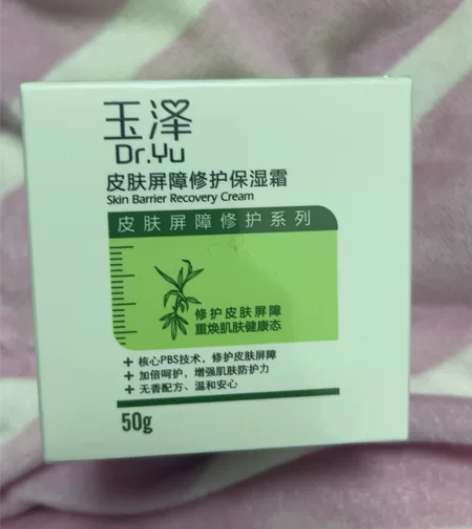 玉泽
Dr.Yu
皮肤屏障修护保湿霜
Skin Barrier Recovery Cream
皮肤屏障修护系列
修护皮肤屏障
重焕肌肤健康态
+ 核心PBS技术，修护皮肤屏障
+ 加倍呵护，增强肌肤防护力
+ 无香配方、温和安心
50g